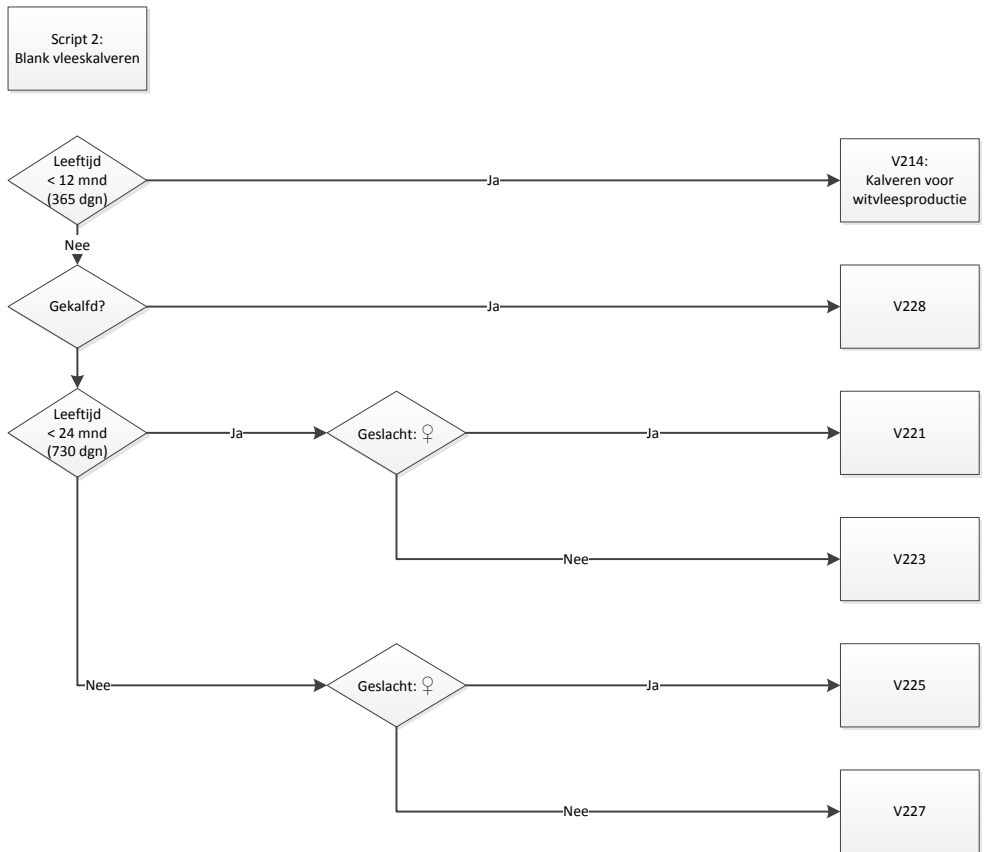 Script 2:
Blank vleeskalveren
Leeftijd
< 12 mnd
(365 dgn)
Ja
V214:
Kalveren voor
witvleesproductie
Nee
Gekalfd?
Ja
V228
Leeftijd
< 24 mnd
(730 dgn)
Ja
Geslacht: ♀
Ja
V221
Nee
V223
Nee
Geslacht: ♀
Ja
V225
Nee
V227